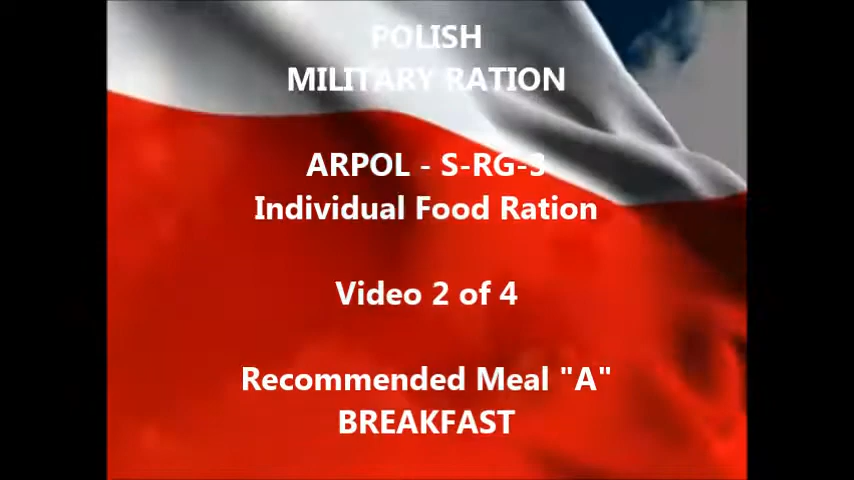 POLISH
MILITARY RATION
ARPOL - S-RG-3
Individual Food Ration
Video 2 of 4
Recommended Meal "A"
BREAKFAST